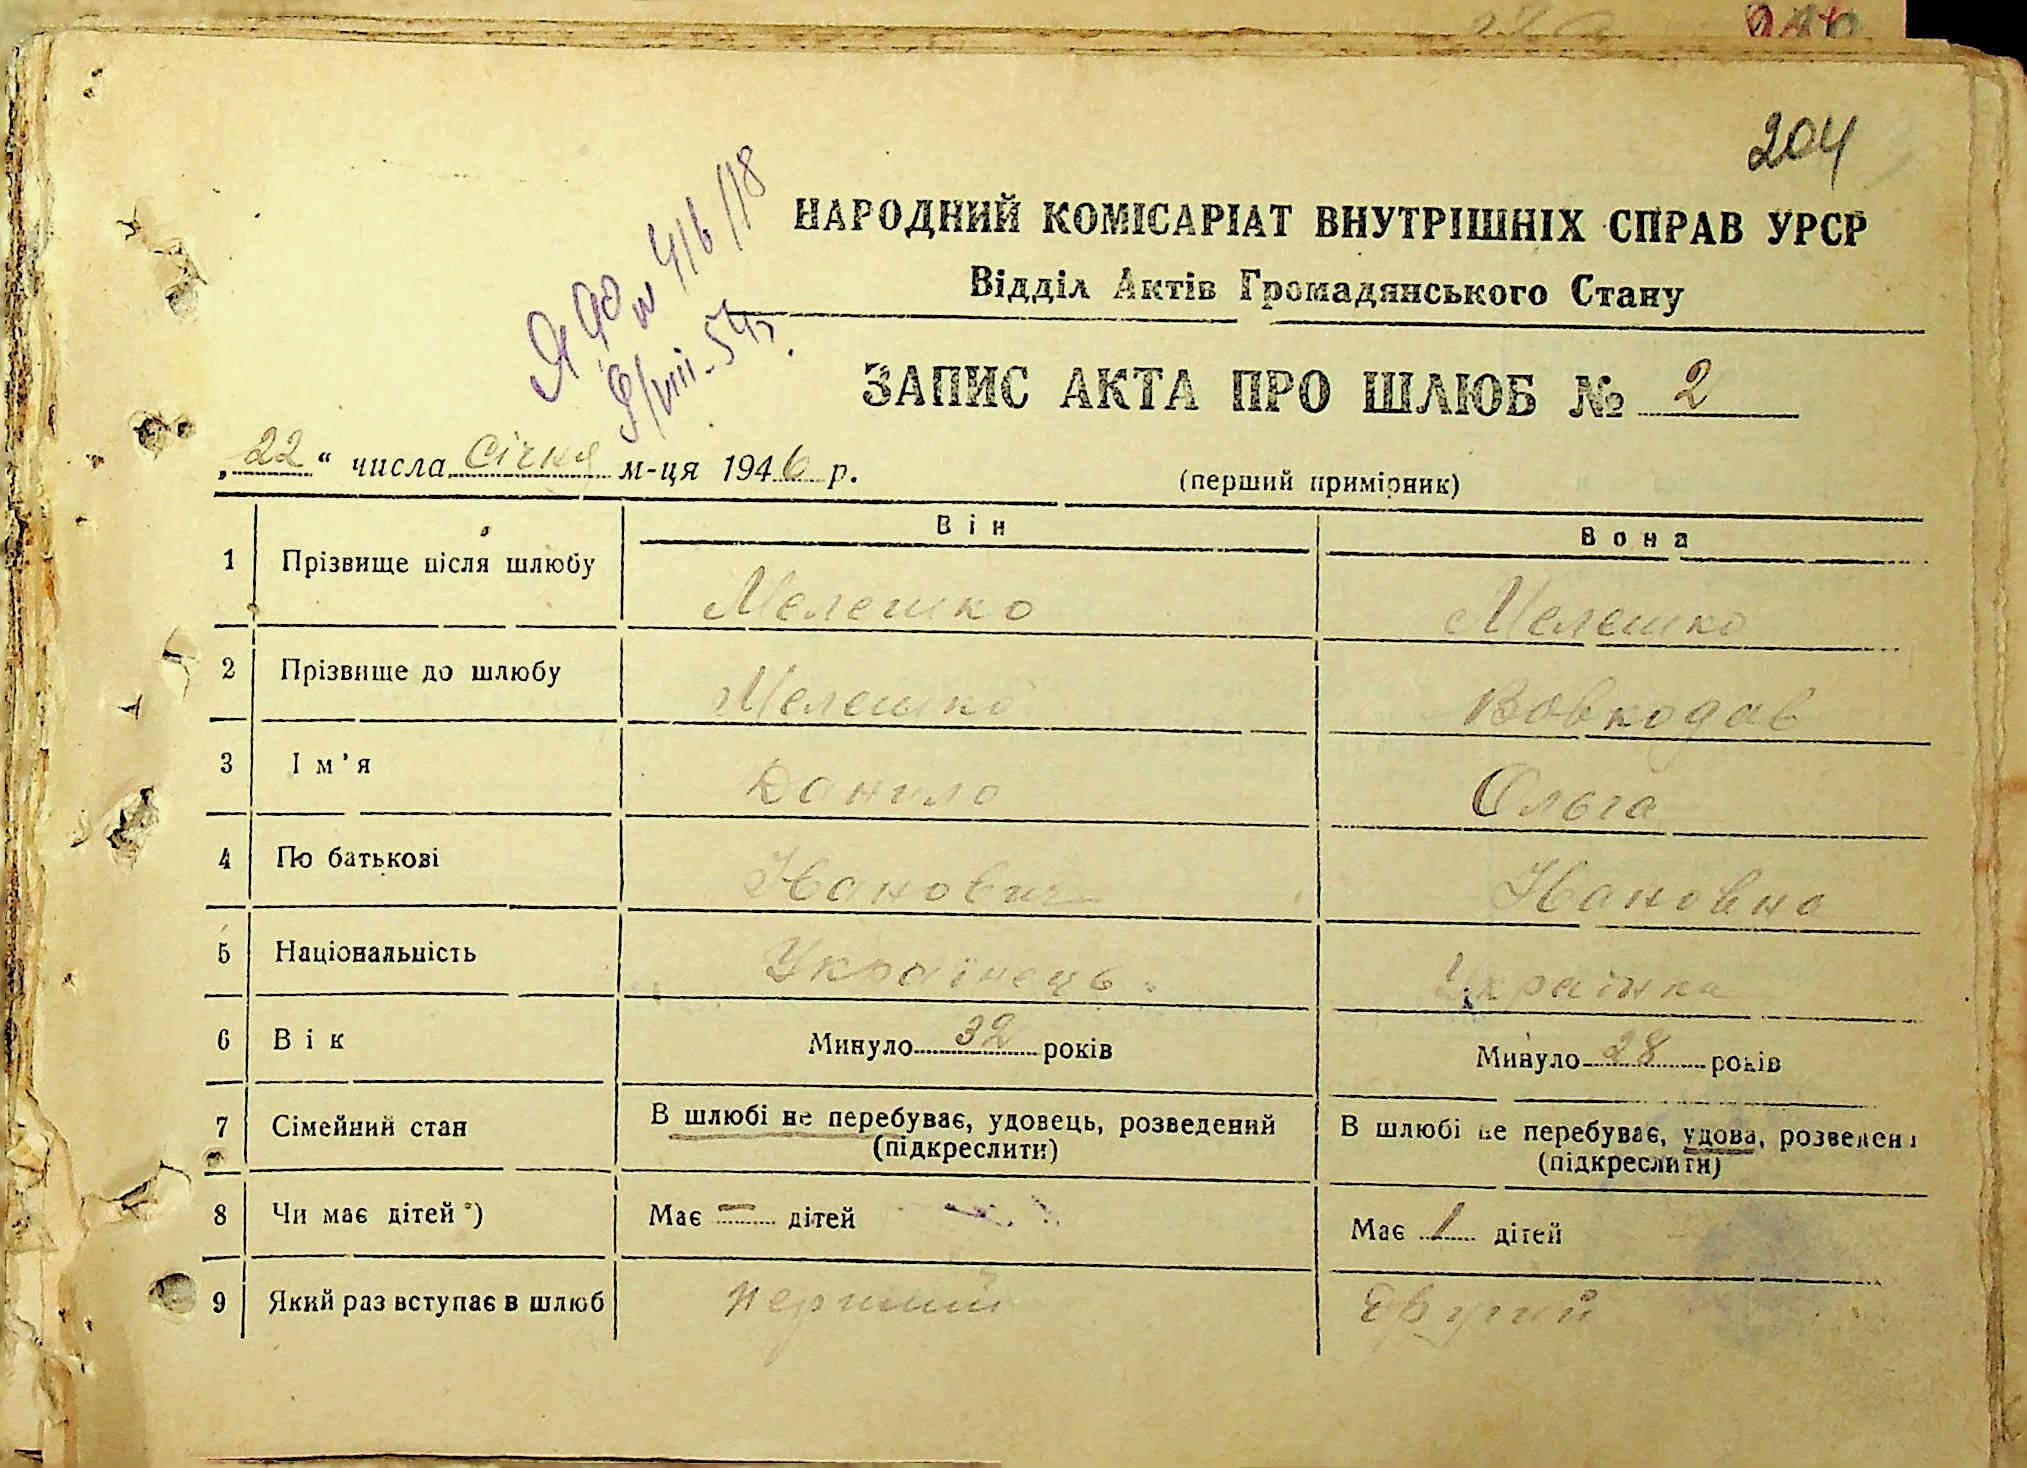 204
НАРОДНИЙ КОМІСАРІАТ ВНУТРІШНІХ СПРАВ УРСР
Відділ Актів Громадянського Стану
ЗАПИС АКТА ПРО ШЛЮБ № 2
„22“ числа Січня м-ця 1946 р.
(перший примірник)
Він Вона
1 Прізвище після шлюбу Мелешко Мелешко
2 Прізвище до шлюбу Мелешко Вовкодав
3 Ім'я Данило Ольга
4 По батькові Іванович Івановна
5 Національність Українець Українка
6 Вік Минуло 32 років Минуло 28 років
7 Сімейний стан В шлюбі не перебуває, удовець, розведений (підкреслити) В шлюбі не перебуває, удова, розведена (підкреслити)
8 Чи має дітей*) Має — дітей Має 1 дітей
9 Який раз вступає в шлюб перший другий